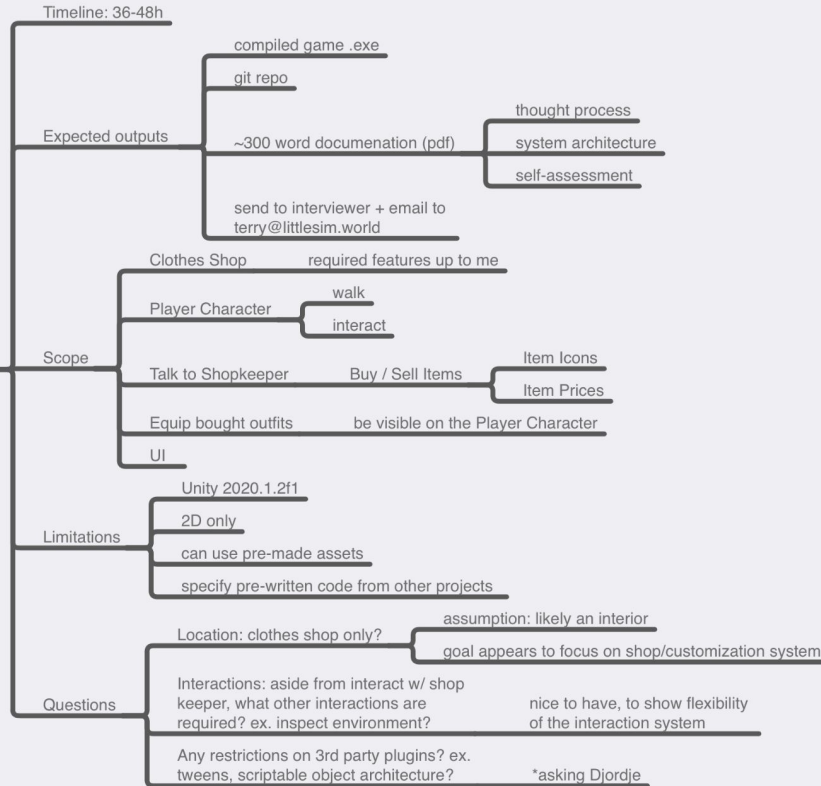 Timeline: 36-48h
Expected outputs
compiled game .exe
git repo
~300 word documenation (pdf)
thought process
system architecture
self-assessment
send to interviewer + email to
terry@littlesim.world
Scope
Clothes Shop
required features up to me
Player Character
walk
interact
Talk to Shopkeeper
Buy / Sell Items
Item Icons
Item Prices
Equip bought outfits
be visible on the Player Character
UI
Limitations
Unity 2020.1.2f1
2D only
can use pre-made assets
specify pre-written code from other projects
Questions
Location: clothes shop only?
assumption: likely an interior
goal appears to focus on shop/customization system
Interactions: aside from interact w/ shop
keeper, what other interactions are
required? ex. inspect environment?
nice to have, to show flexibility
of the interaction system
Any restrictions on 3rd party plugins? ex.
tweens, scriptable object architecture?
*asking Djordje